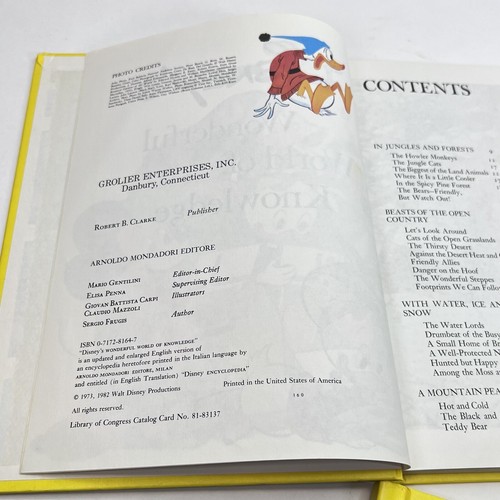 PHOTO CREDITS
GROLIER ENTERPRISES, INC.
Danbury, Connecticut
ROBERT B. CLARKE Publisher
ARNOLDO MONDADORI EDITORE
MARIO GENTILINI Editor-in-Chief
ELISA PENNA Supervising Editor
GIOVAN BATTISTA CARPI Illustrators
CLAUDIO MAZZOLI
SERGIO FRUGIS Author
ISBN 0-7172-8164-7
"Disney's WONDERFUL WORLD OF KNOWLEDGE"
is an updated and enlarged English version of
an encyclopedia heretofore printed in the Italian language by
ARNOLDO MONDADORI EDITORE, MILAN
and entitled (in English Translation) "DISNEY ENCYCLOPEDIA"
© 1973, 1982 Walt Disney Productions Printed in the United States of America
All rights reserved. 160
Library of Congress Catalog Card No. 81-83137
CONTENTS
IN JUNGLES AND FORESTS 9
The Howler Monkeys
The Jungle Cats
The Biggest of the Land Animals
Where It Is a Little Cooler
In the Spicy Pine Forest
The Bears—Friendly,
But Watch Out!
BEASTS OF THE OPEN
COUNTRY
Let's Look Around
Cats of the Open Grasslands
The Thirsty Desert
Against the Desert Heat and
Friendly Allies
Danger on the Hoof
The Wonderful Steppes
Footprints We Can Follow
WITH WATER, ICE AN
SNOW
The Water Lords
Drumbeat of the Busy
A Small Home of Br
A Well-Protected N
Hunted but Happy
Among the Moss a
A MOUNTAIN PEA
Hot and Cold
The Black and
Teddy Bear